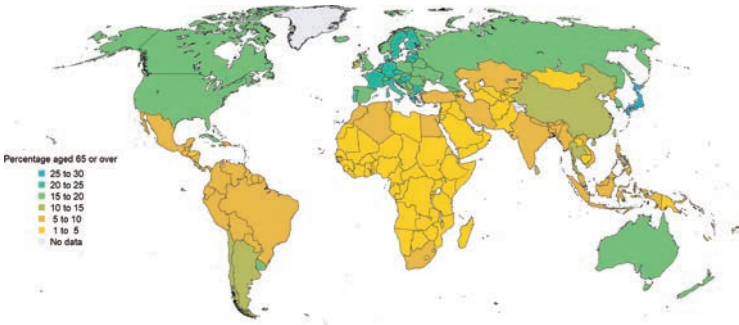 Percentage aged 65 or over
25 to 30
20 to 25
15 to 20
10 to 15
5 to 10
1 to 5
No data